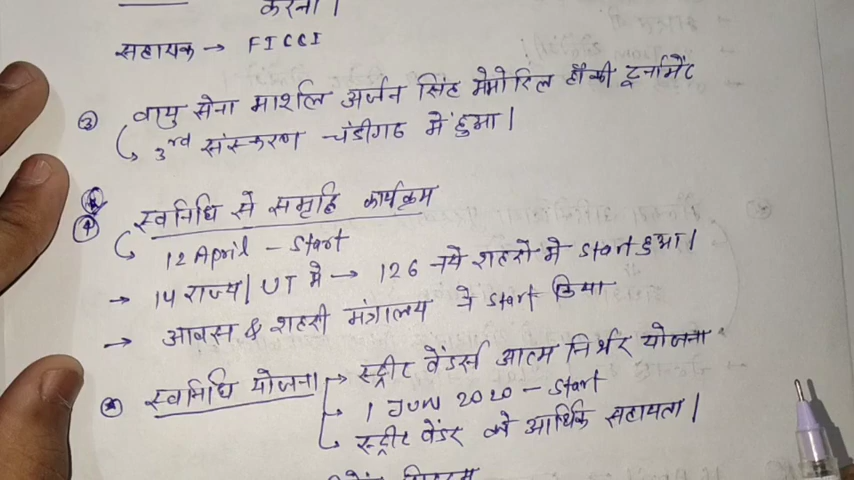 करना।
सहायक → FICCI
③ वायु सेना मार्शल अर्जन सिंह मेमोरिल हॉकी टूर्नामेंट
3rd संस्करण चंडीगढ में हुआ।
④ स्वनिधि से समृद्धि कार्यक्रम
12 April - Start
→ 14 राज्य/UT में → 126 नये शहरों में start हुआ।
→ आवास & शहरी मंत्रालय ने start किया
स्वनिधि योजना → स्ट्रीट वेंडर्स आत्म निर्भर योजना
→ 1 Jun 2020 - Start
स्ट्रीट वेंडर को आर्थिक सहायता।